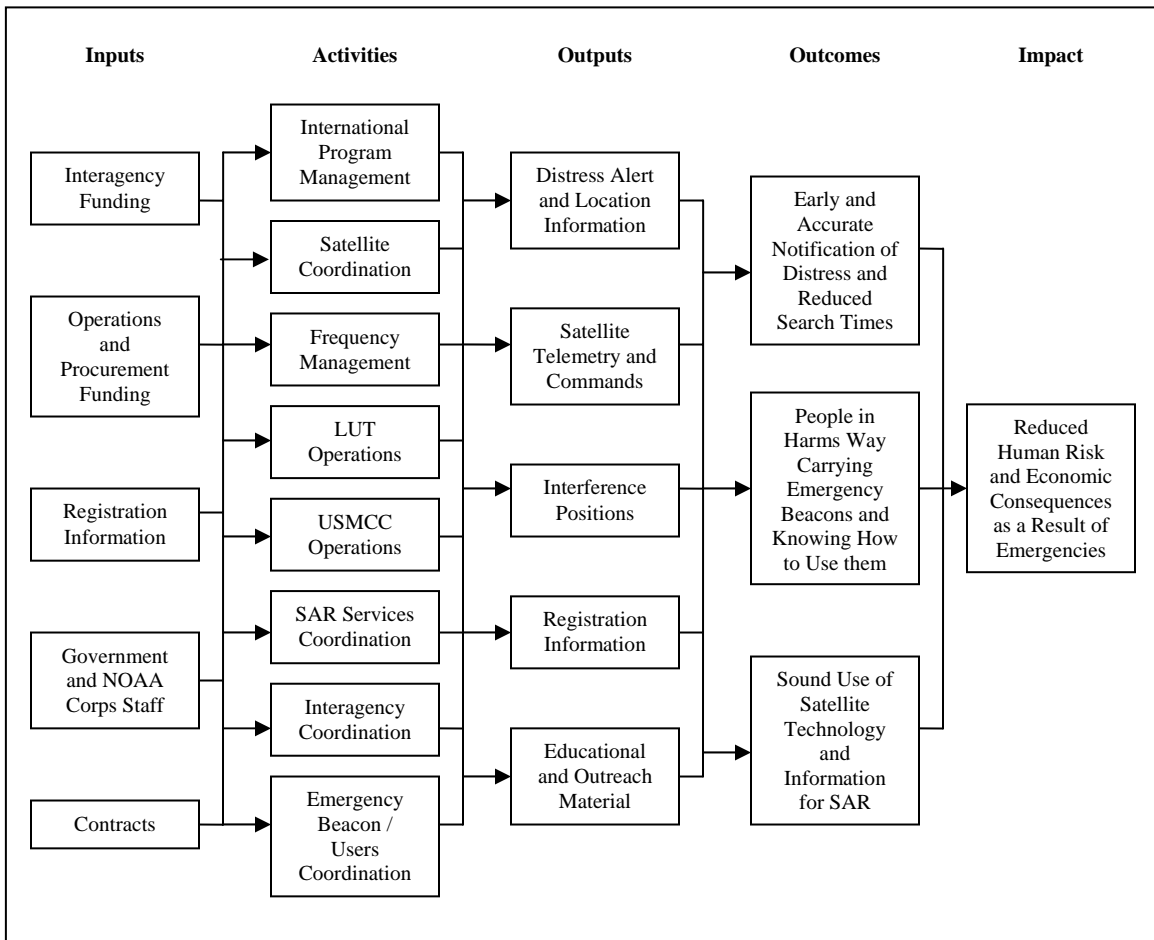 Inputs
Activities
Outputs
Outcomes
Impact
Interagency
Funding
Operations
and
Procurement
Funding
Registration
Information
Government
and NOAA
Corps Staff
Contracts
International
Program
Management
Satellite
Coordination
Frequency
Management
LUT
Operations
USMCC
Operations
SAR Services
Coordination
Interagency
Coordination
Emergency
Beacon /
Users
Coordination
Distress Alert
and Location
Information
Satellite
Telemetry and
Commands
Interference
Positions
Registration
Information
Educational
and Outreach
Material
Early and
Accurate
Notification of
Distress and
Reduced
Search Times
People in
Harms Way
Carrying
Emergency
Beacons and
Knowing How
to Use them
Sound Use of
Satellite
Technology
and
Information
for SAR
Reduced
Human Risk
and Economic
Consequences
as a Result of
Emergencies